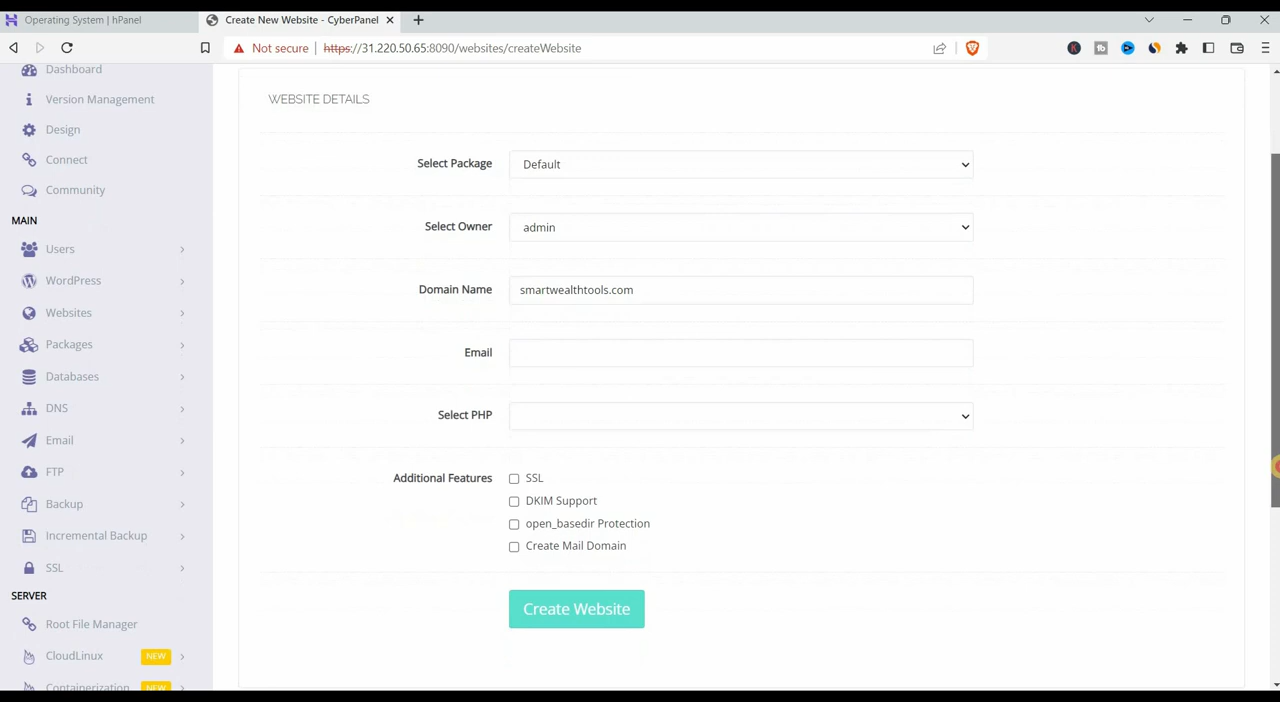 Operating System | hPanel
Create New Website - CyberPanel
Not secure
https://31.220.50.65:8090/websites/createWebsite
Dashboard
Version Management
Design
Connect
Community
MAIN
Users
WordPress
Websites
Packages
Databases
DNS
Email
FTP
Backup
Incremental Backup
SSL
SERVER
Root File Manager
CloudLinux NEW
Containerization NEW
WEBSITE DETAILS
Select Package Default
Select Owner admin
Domain Name smartwealthtools.com
Email
Select PHP
Additional Features SSL
DKIM Support
open_basedir Protection
Create Mail Domain
Create Website